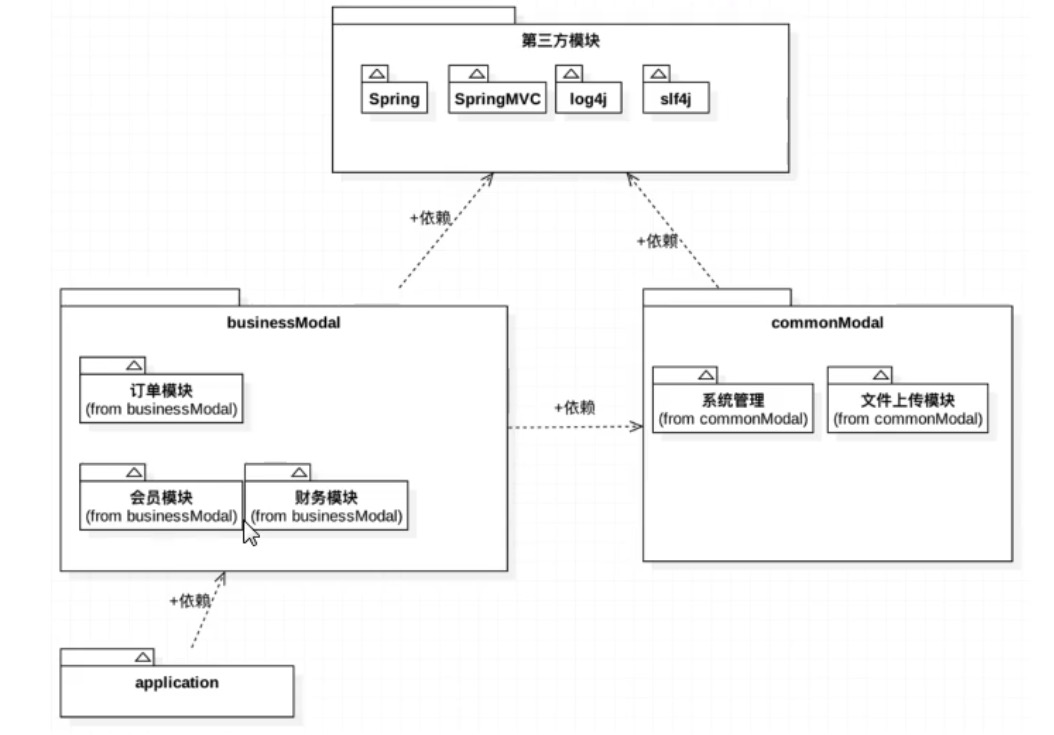 第三方模块
Spring
SpringMVC
log4j
slf4j
+依赖
+依赖
businessModal
commonModal
订单模块
(from businessModal)
系统管理
(from commonModal)
文件上传模块
(from commonModal)
+依赖
会员模块
(from businessModal)
财务模块
(from businessModal)
+依赖
application